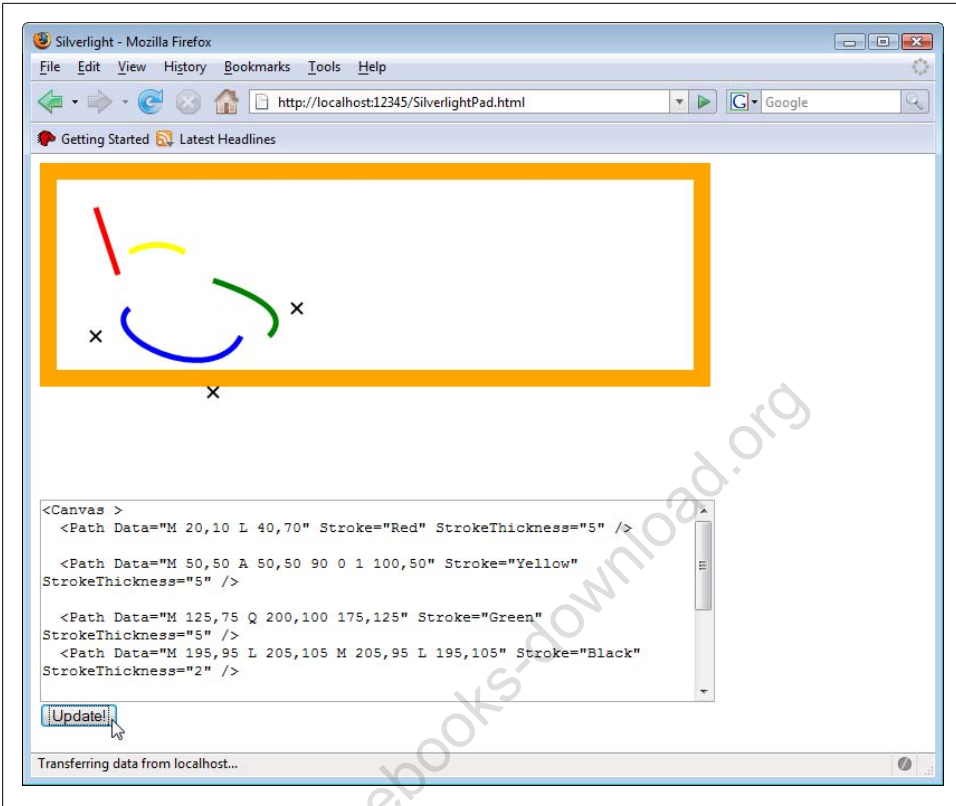 Silverlight - Mozilla Firefox
File Edit View History Bookmarks Tools Help
http://localhost:12345/SilverlightPad.html
G Google
Getting Started Latest Headlines
<Canvas >
<Path Data="M 20,10 L 40,70" Stroke="Red" StrokeThickness="5" />
<Path Data="M 50,50 A 50,50 90 0 1 100,50" Stroke="Yellow"
StrokeThickness="5" />
<Path Data="M 125,75 Q 200,100 175,125" Stroke="Green"
StrokeThickness="5" />
<Path Data="M 195,95 L 205,105 M 205,95 L 195,105" Stroke="Black"
StrokeThickness="2" />
Update!
Transferring data from localhost...
ebooks-download.org